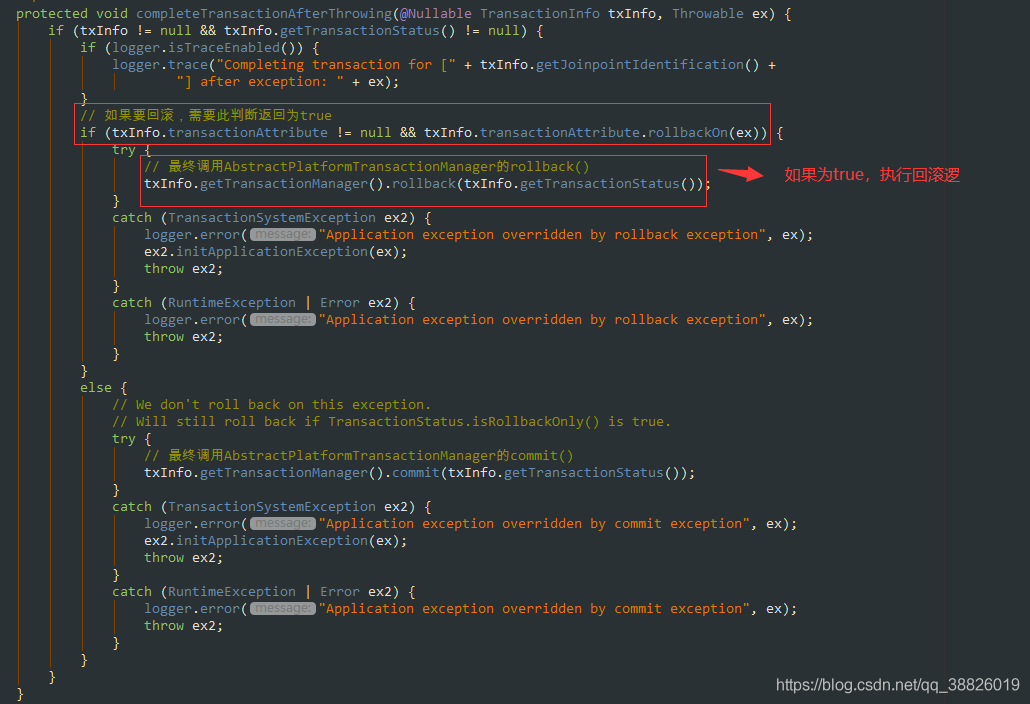 protected void completeTransactionAfterThrowing(@Nullable TransactionInfo txInfo, Throwable ex) {
if (txInfo != null && txInfo.getTransactionStatus() != null) {
if (logger.isTraceEnabled()) {
logger.trace("Completing transaction for [" + txInfo.getJoinpointIdentification() +
"] after exception: " + ex);
}
// 如果要回滚，需要此判断返回为true
if (txInfo.transactionAttribute != null && txInfo.transactionAttribute.rollbackOn(ex)) {
try {
// 最终调用AbstractPlatformTransactionManager的rollback()
txInfo.getTransactionManager().rollback(txInfo.getTransactionStatus());
如果为true，执行回滚逻
}
catch (TransactionSystemException ex2) {
logger.error( message: "Application exception overridden by rollback exception", ex);
ex2.initApplicationException(ex);
throw ex2;
}
catch (RuntimeException | Error ex2) {
logger.error( message: "Application exception overridden by rollback exception", ex);
throw ex2;
}
}
else {
// We don't roll back on this exception.
// Will still roll back if TransactionStatus.isRollbackOnly() is true.
try {
// 最终调用AbstractPlatformTransactionManager的commit()
txInfo.getTransactionManager().commit(txInfo.getTransactionStatus());
}
catch (TransactionSystemException ex2) {
logger.error( message: "Application exception overridden by commit exception", ex);
ex2.initApplicationException(ex);
throw ex2;
}
catch (RuntimeException | Error ex2) {
logger.error( message: "Application exception overridden by commit exception", ex);
throw ex2;
}
}
}
}
https://blog.csdn.net/qq_38826019